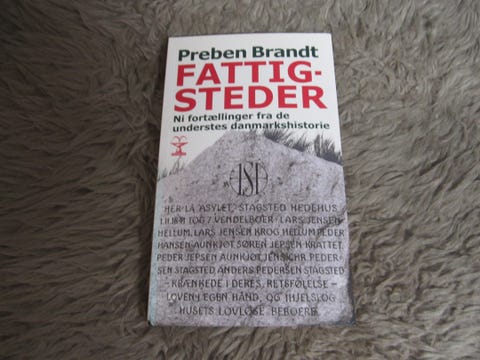 Preben Brandt
FATTIG-
STEDER
Ni fortællinger fra de
understes danmarkshistorie
HER LÅ ASYLET, STAGSTED HEDEHUS.
TOG 7 VENDELBOER - LARS JENSEN
HELLUM, LARS JENSEN KROG HELLUM, PEDER
HANSEN AUNKJØT, SØREN JEPSEN KRATTET,
PEDER JEPSEN AUNKJØT, JENS CHR. PEDER-
SEN STAGSTED, ANDERS PEDERSEN STAGSTED
- KRÆNKEDE I DERES RETSFØLELSE -
LOVEN I EGEN HÅND, OG IHJELSLOG
HUSETS LOVLØSE BEBOERE.